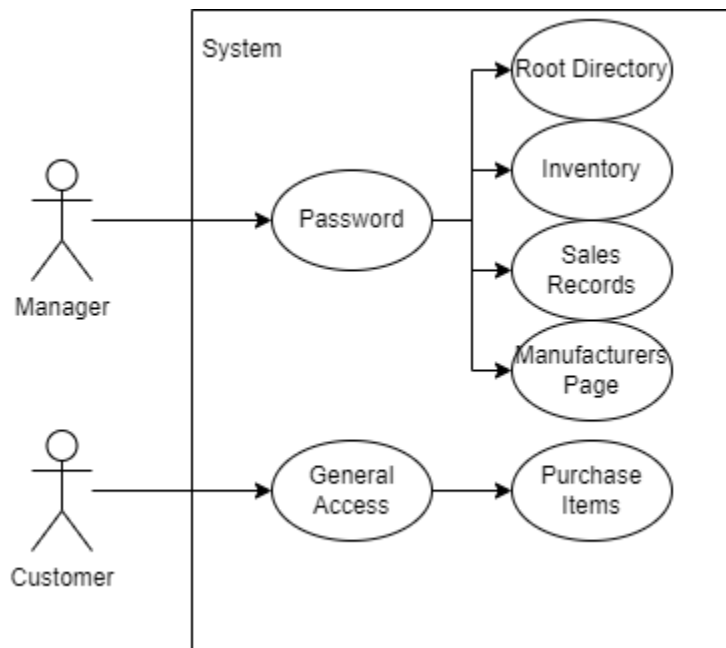 System
Root Directory
Inventory
Password
Sales
Records
Manager
Manufacturers
Page
General
Access
Purchase
Items
Customer